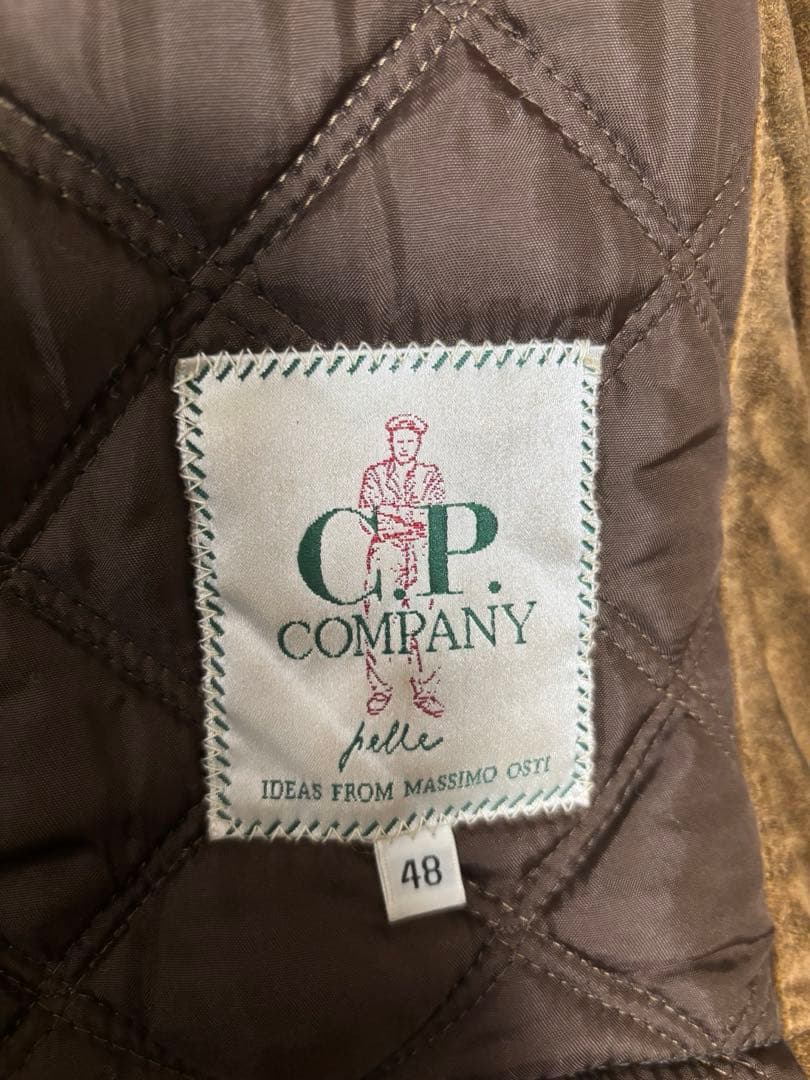 C.P.
COMPANY
pelle
IDEAS FROM MASSIMO OSTI
48